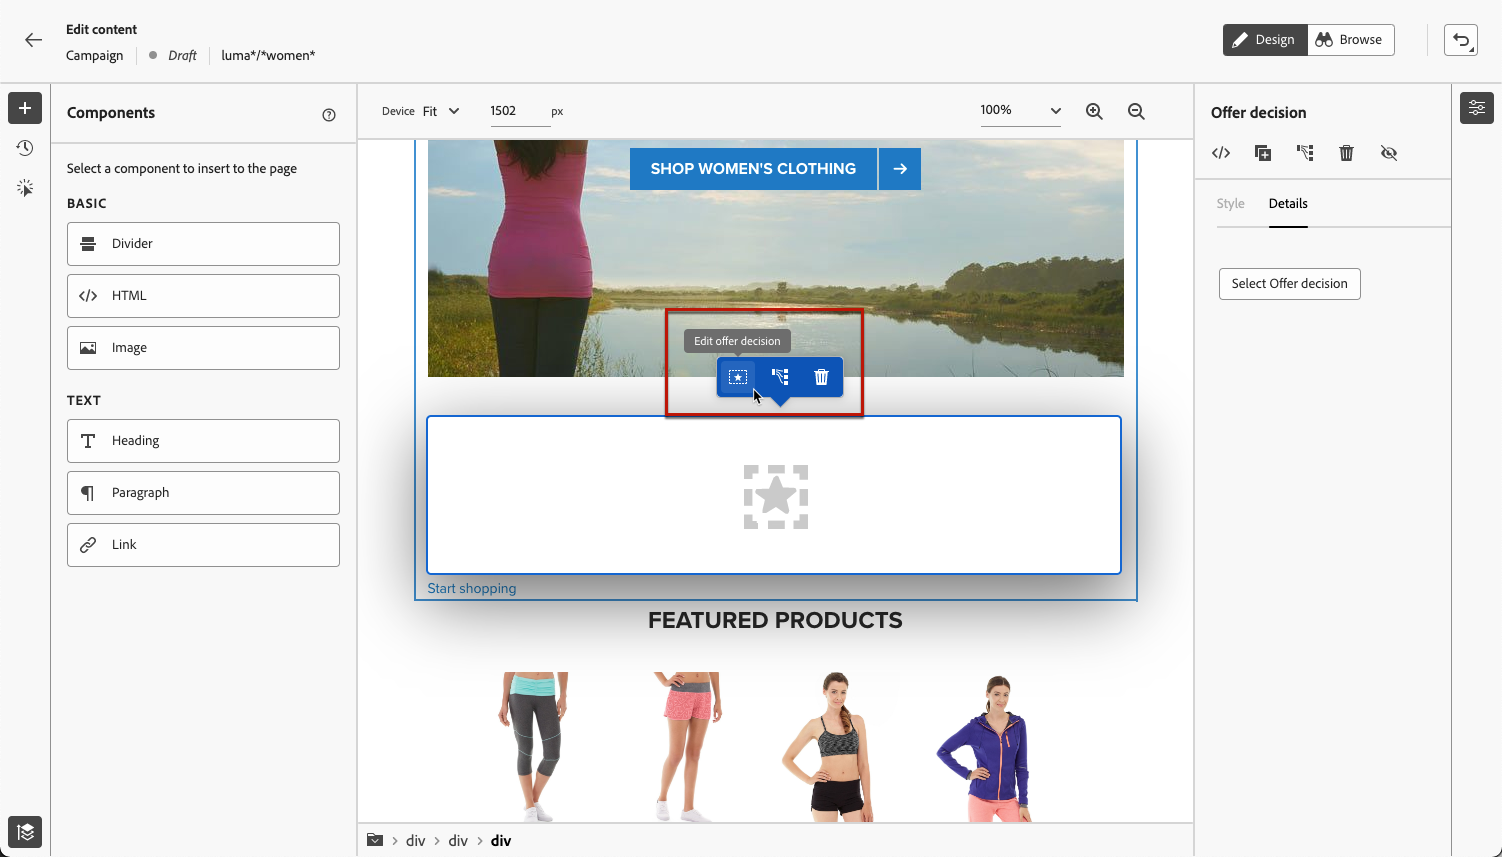 Edit content
Campaign
Draft
luma*/*women*
Design
Browse
Components
Select a component to insert to the page
BASIC
Divider
HTML
Image
TEXT
Heading
Paragraph
Link
Device Fit
1502 px
100%
SHOP WOMEN'S CLOTHING
Edit offer decision
Start shopping
FEATURED PRODUCTS
div > div > div
Offer decision
Style
Details
Select Offer decision